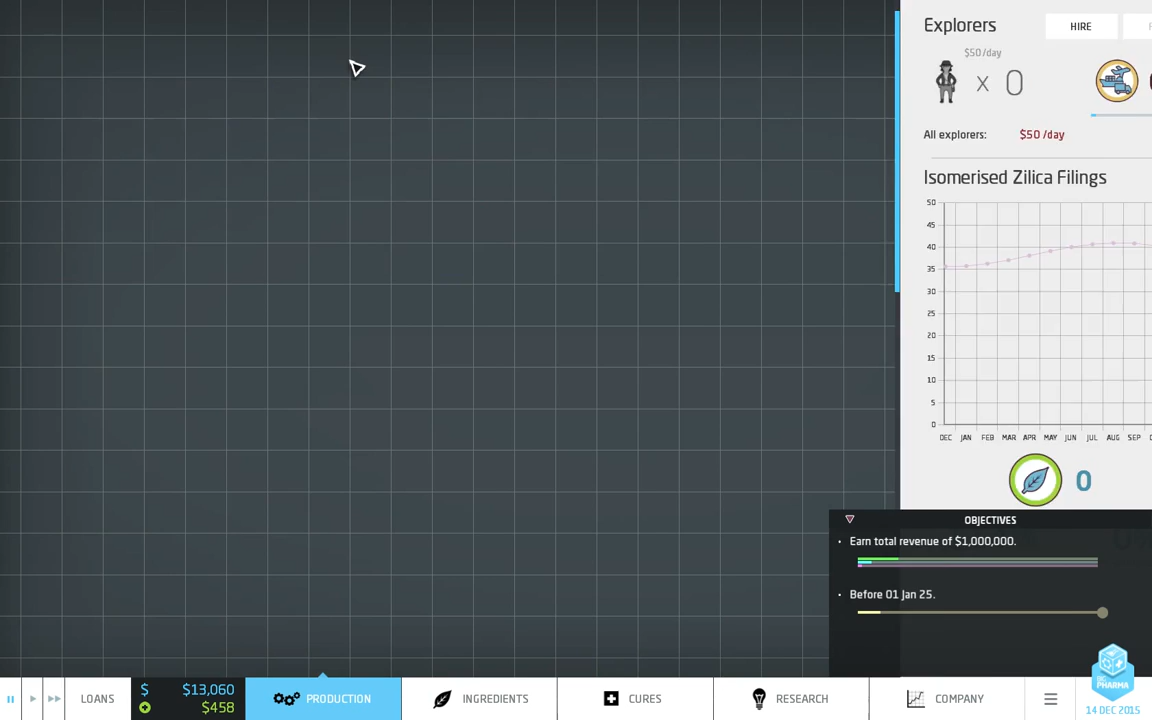 Explorers
HIRE
$50/day
x 0
All explorers: $50 /day
Isomerised Zilica Filings
50
45
40
35
30
25
20
15
10
5
0
DEC JAN FEB MAR APR MAY JUN JUL AUG SEP
0
OBJECTIVES
· Earn total revenue of $1,000,000.
· Before 01 Jan 25.
LOANS
$ $13,060
$458
PRODUCTION
INGREDIENTS
CURES
RESEARCH
COMPANY
PHARMA
14 DEC 2015